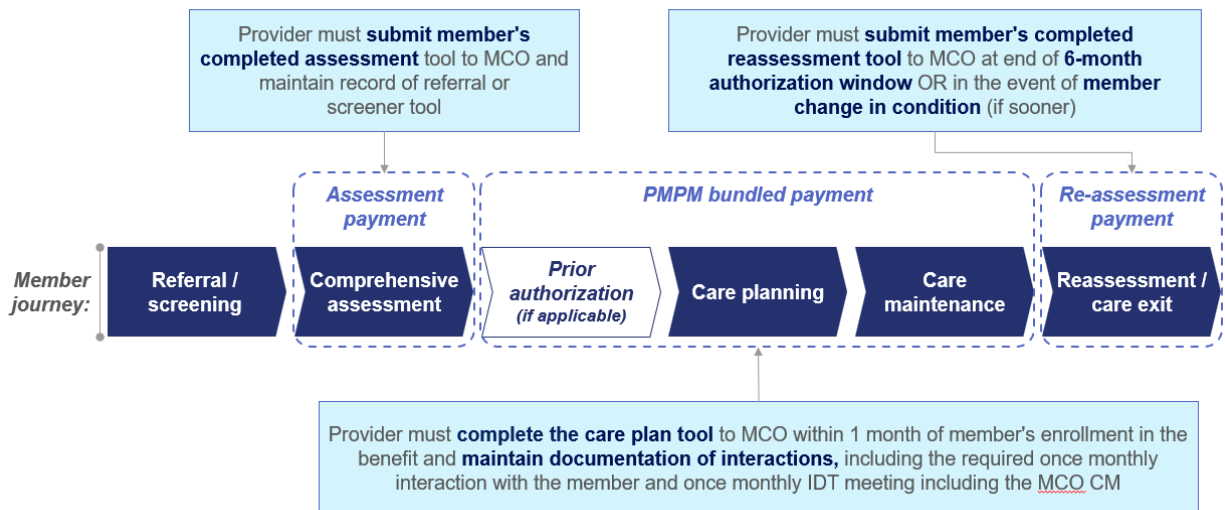 Provider must submit member's
completed assessment tool to MCO and
maintain record of referral or
screener tool
Provider must submit member's completed
reassessment tool to MCO at end of 6-month
authorization window OR in the event of member
change in condition (if sooner)
Assessment
payment
PMPM bundled payment
Re-assessment
payment
Member
journey:
Referral /
screening
Comprehensive
assessment
Prior
authorization
(if applicable)
Care planning
Care
maintenance
Reassessment /
care exit
Provider must complete the care plan tool to MCO within 1 month of member's enrollment in the
benefit and maintain documentation of interactions, including the required once monthly
interaction with the member and once monthly IDT meeting including the MCO CM